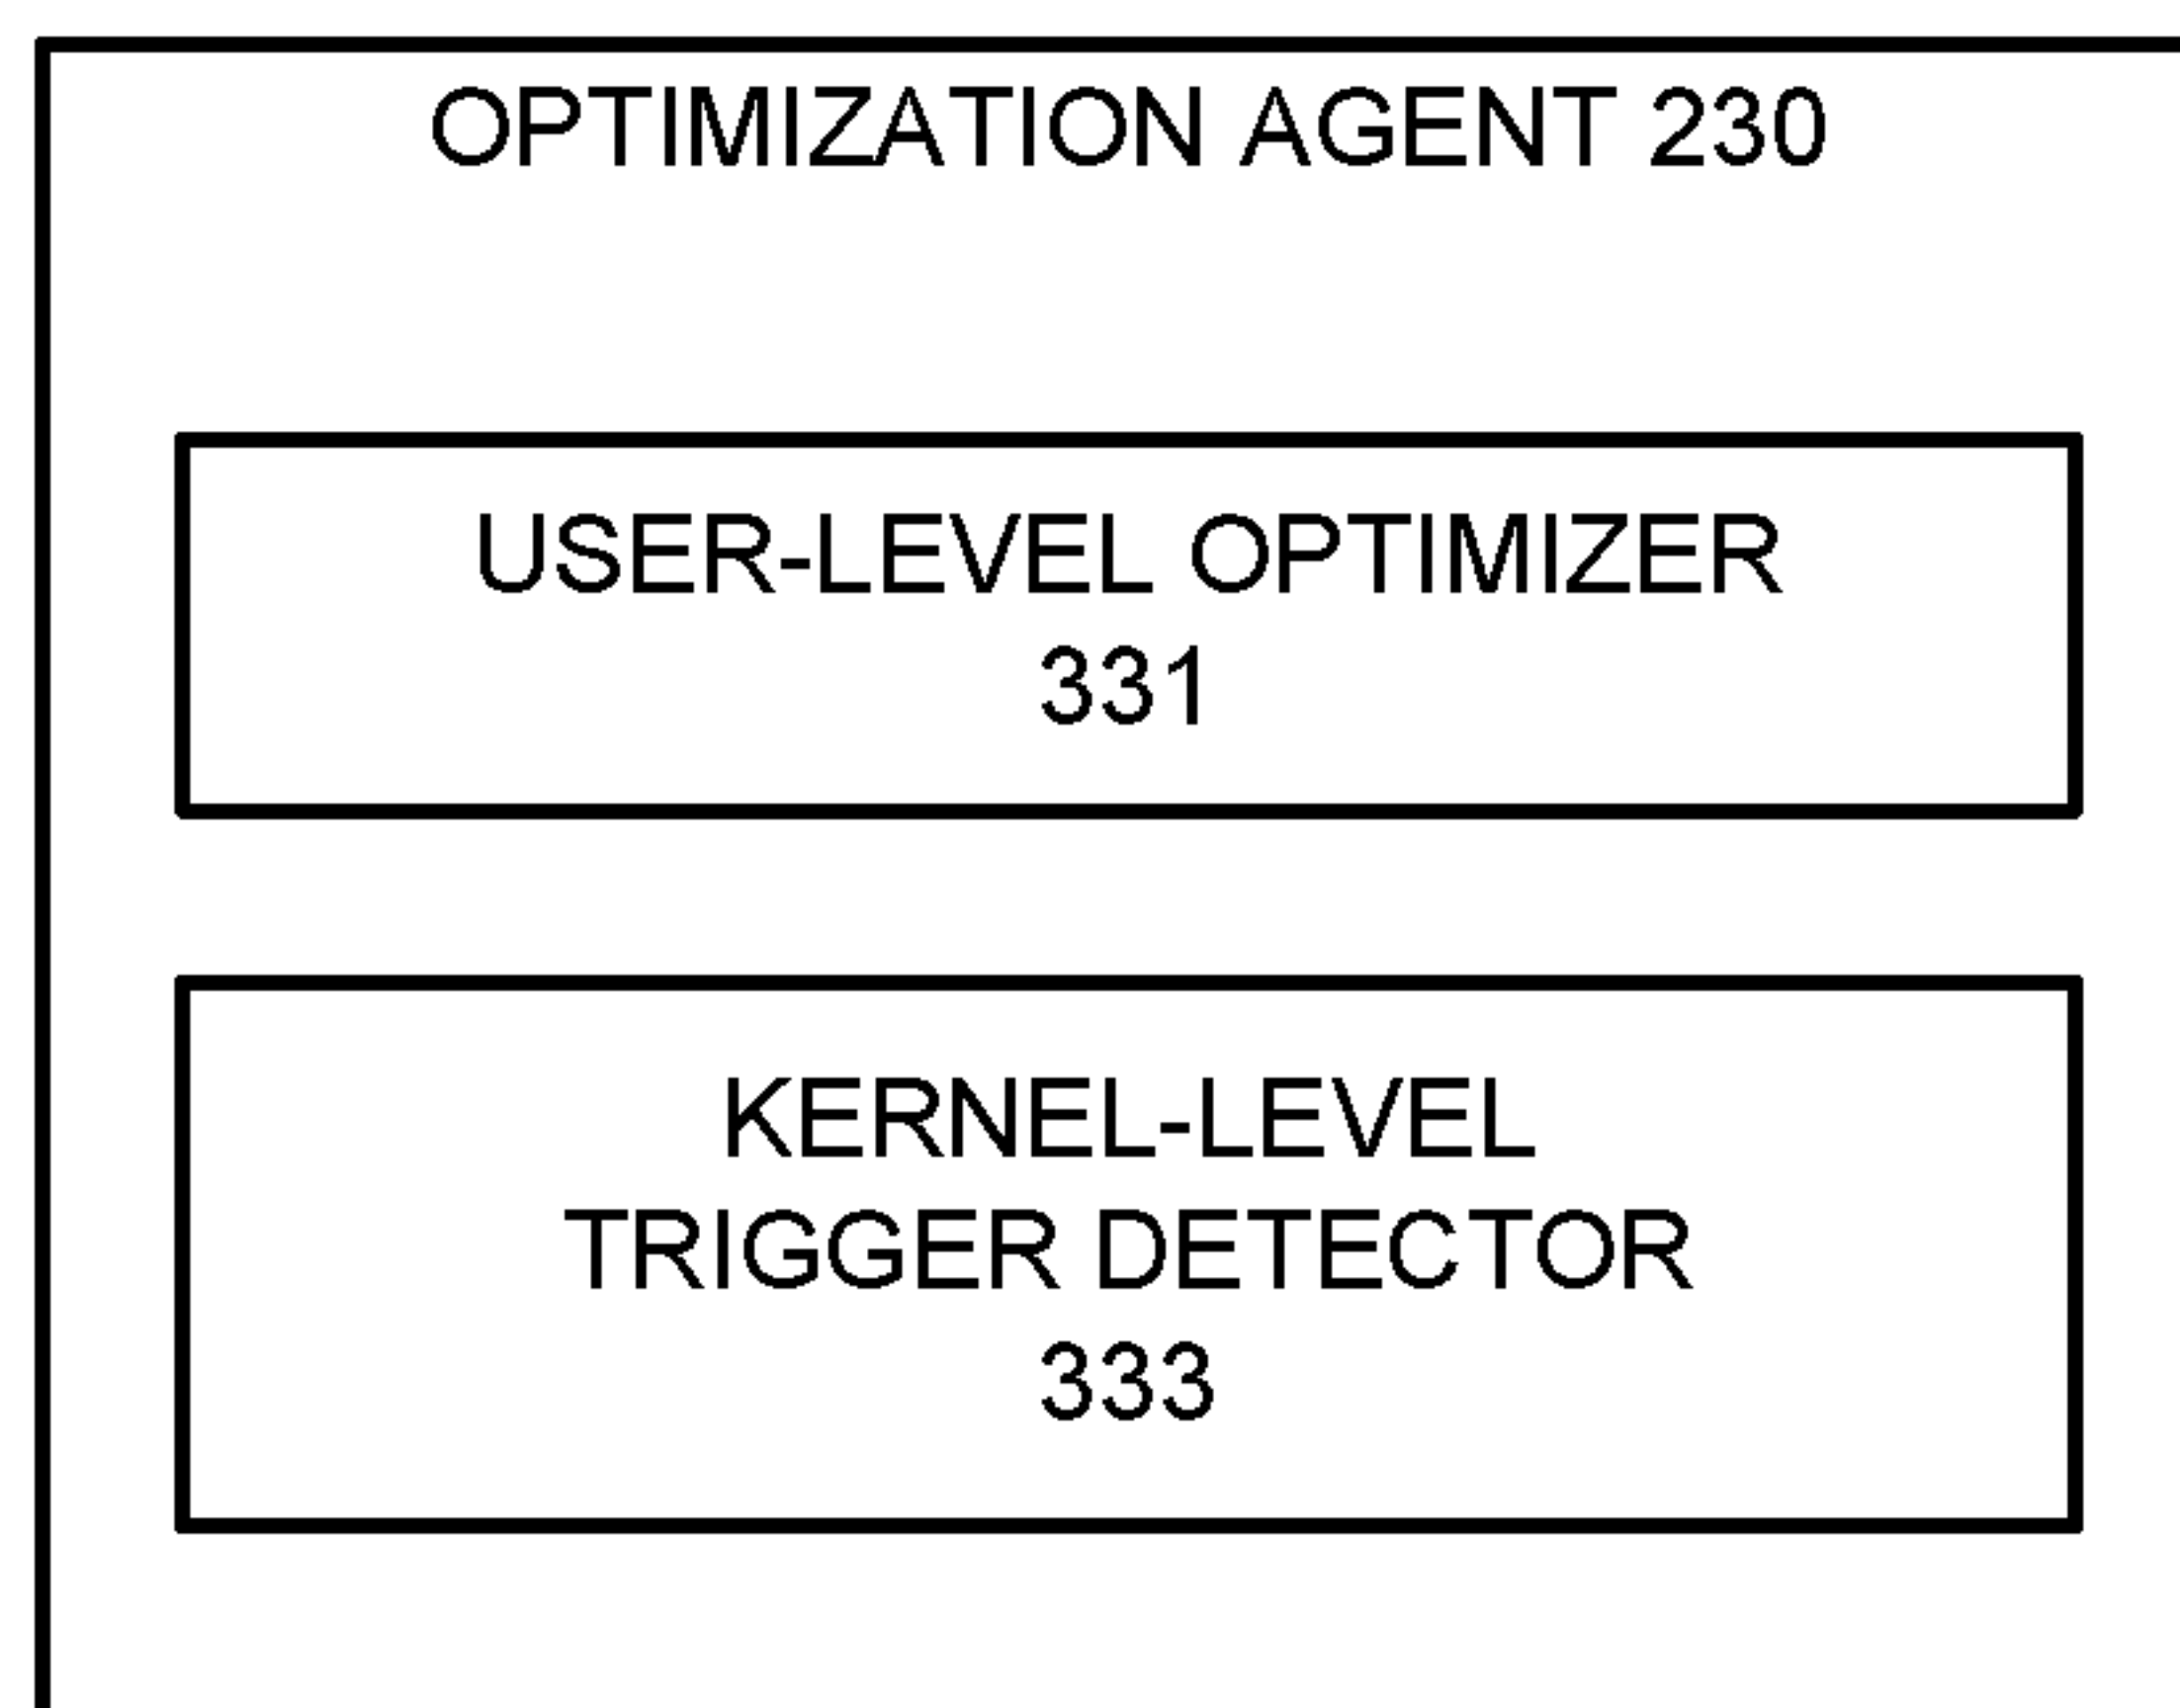 OPTIMIZATION AGENT 230
USER-LEVEL OPTIMIZER
331
KERNEL-LEVEL
TRIGGER DETECTOR
333